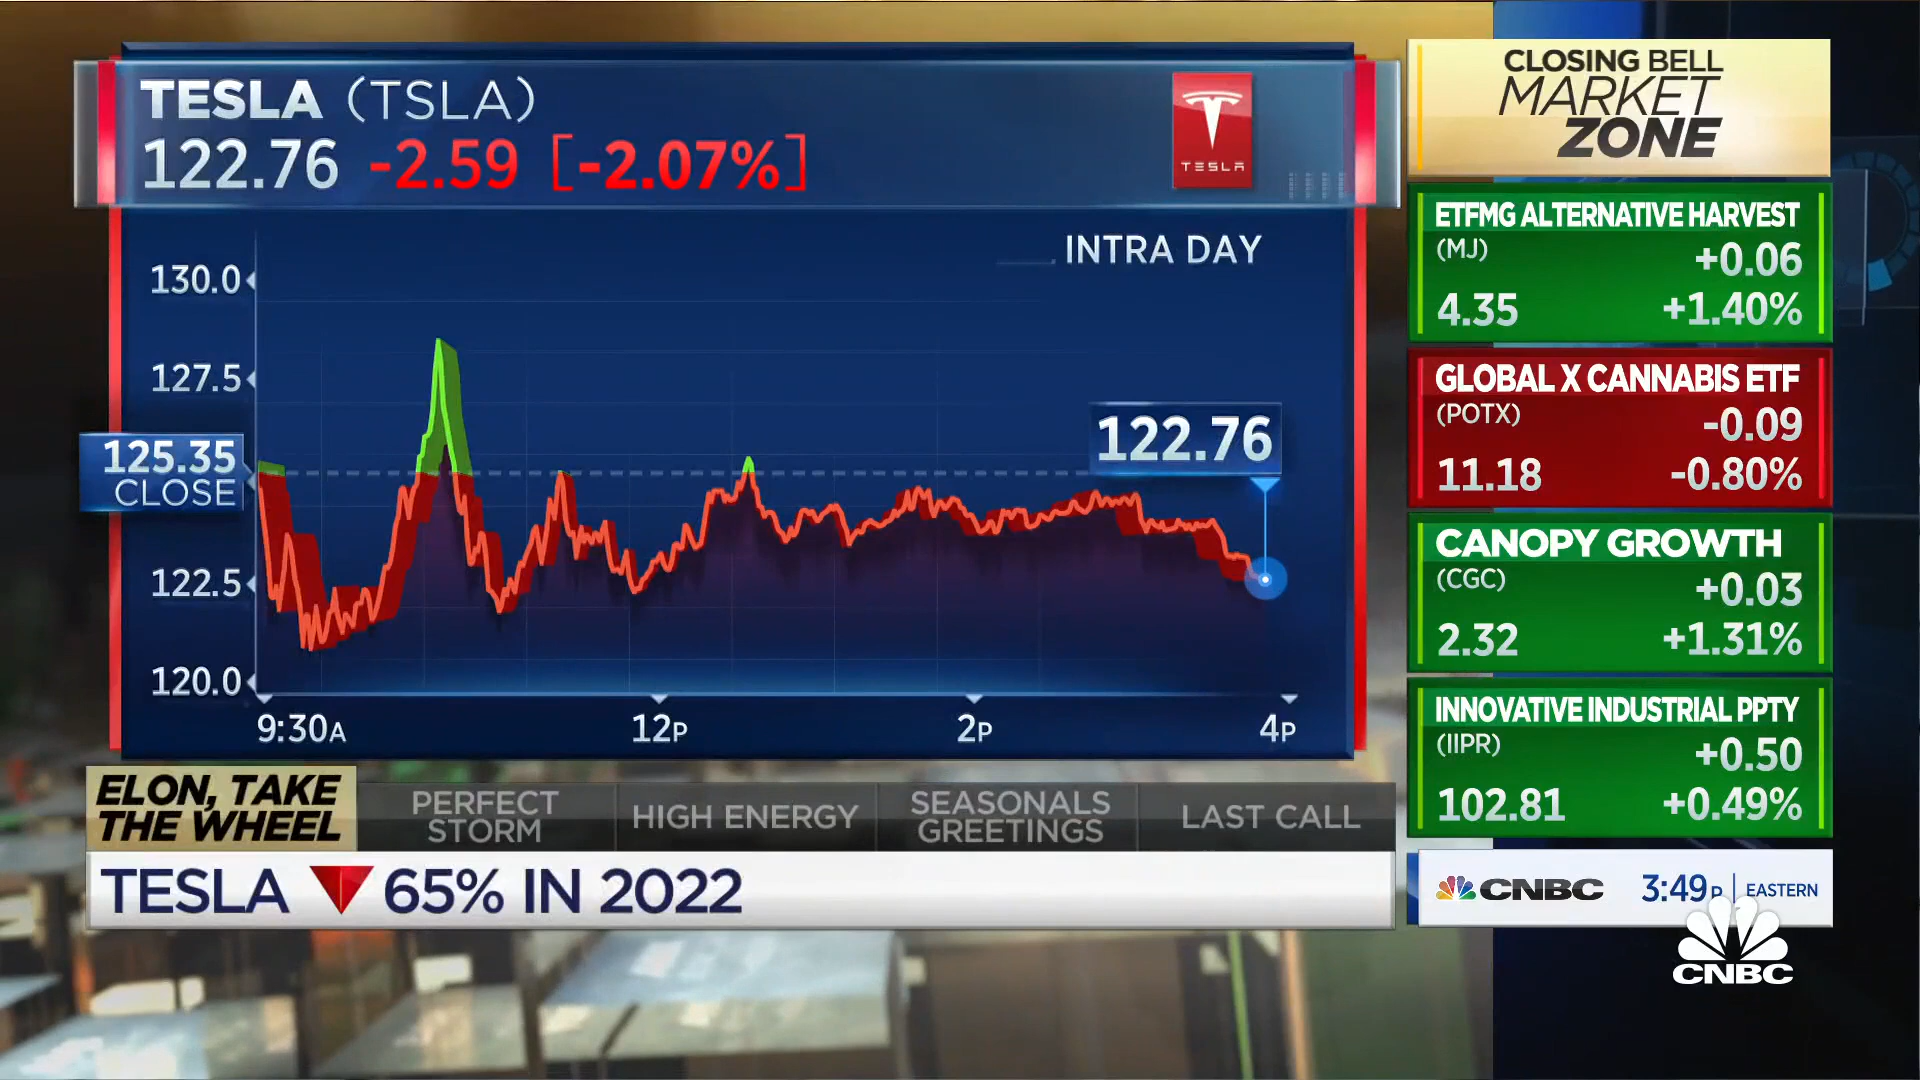 TESLA (TSLA)
122.76 -2.59 [-2.07%]
TESLA
INTRA DAY
130.0
127.5
125.35
CLOSE
122.5
120.0
122.76
9:30A 12P 2P 4P
ELON, TAKE
THE WHEEL
PERFECT
STORM
HIGH ENERGY
SEASONALS
GREETINGS
LAST CALL
TESLA ▼ 65% IN 2022
CLOSING BELL
MARKET
ZONE
ETFMG ALTERNATIVE HARVEST
(MJ) +0.06
4.35 +1.40%
GLOBAL X CANNABIS ETF
(POTX) -0.09
11.18 -0.80%
CANOPY GROWTH
(CGC) +0.03
2.32 +1.31%
INNOVATIVE INDUSTRIAL PPTY
(IIPR) +0.50
102.81 +0.49%
CNBC 3:49P EASTERN
CNBC